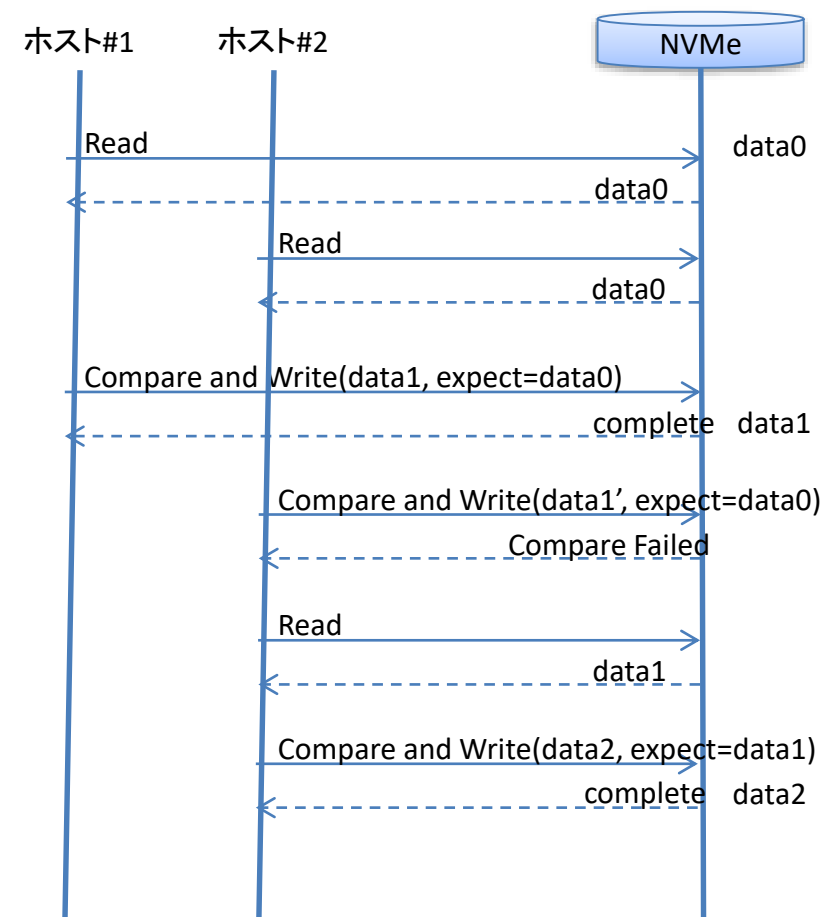 ホスト#1
ホスト#2
NVMe
Read
data0
data0
Read
data0
Compare and Write(data1, expect=data0)
complete
data1
Compare and Write(data1’, expect=data0)
Compare Failed
Read
data1
Compare and Write(data2, expect=data1)
complete
data2